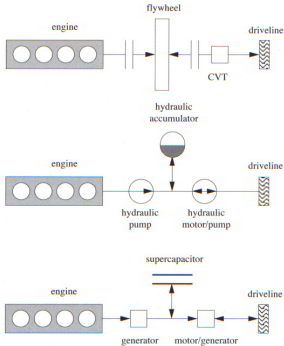 flywheel
engine
driveline
CVT
hydraulic
accumulator
engine
driveline
hydraulic
pump
hydraulic
motor/pump
supercapacitor
engine
driveline
generator
motor/generator